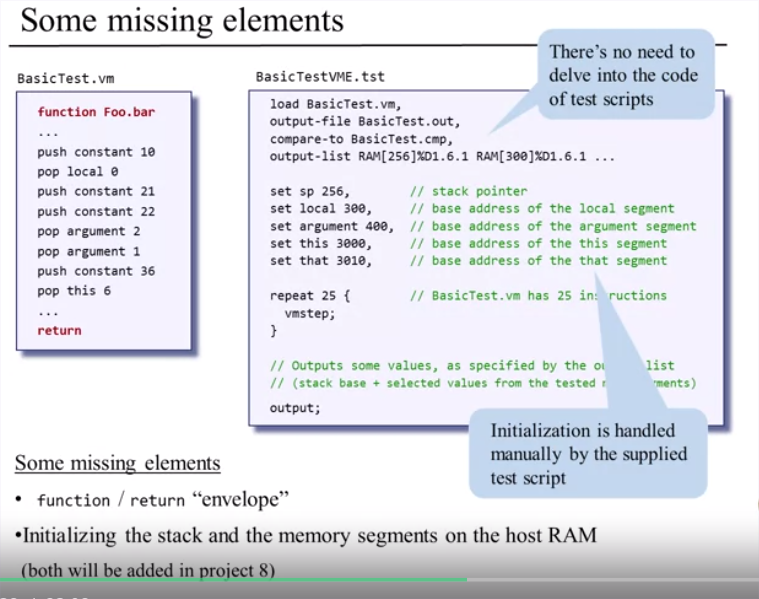 Some missing elements
There's no need to
delve into the code
of test scripts
BasicTest.vm
function Foo.bar
...
push constant 10
pop local 0
push constant 21
push constant 22
pop argument 2
pop argument 1
push constant 36
pop this 6
...
return
BasicTestVME.tst
load BasicTest.vm,
output-file BasicTest.out,
compare-to BasicTest.cmp,
output-list RAM[256]%D1.6.1 RAM[300]%D1.6.1 ...
set sp 256, // stack pointer
set local 300, // base address of the local segment
set argument 400, // base address of the argument segment
set this 3000, // base address of the this segment
set that 3010, // base address of the that segment
repeat 25 { // BasicTest.vm has 25 in uctions
vmstep;
}
// Outputs some values, as specified by the ou list
// (stack base + selected values from the tested ments)
output;
Initialization is handled
manually by the supplied
test script
Some missing elements
• function / return “envelope”
•Initializing the stack and the memory segments on the host RAM
(both will be added in project 8)